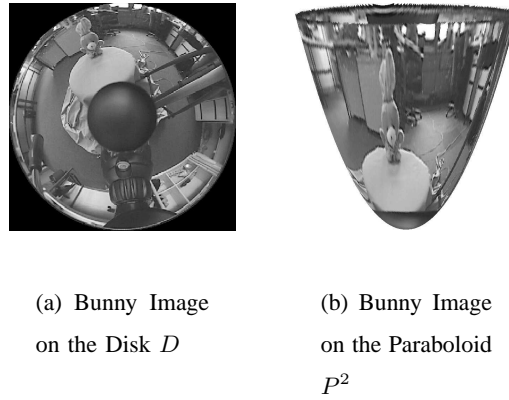 (a) Bunny Image
on the Disk D
(b) Bunny Image
on the Paraboloid
P²